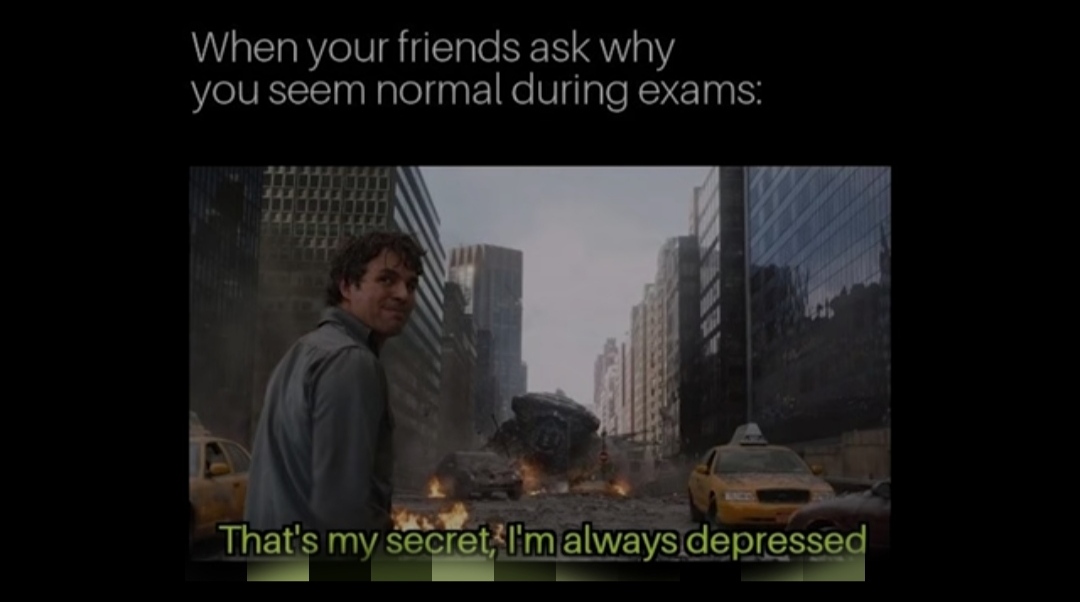 When your friends ask why
you seem normal during exams:
That's my secret, I'm always depressed